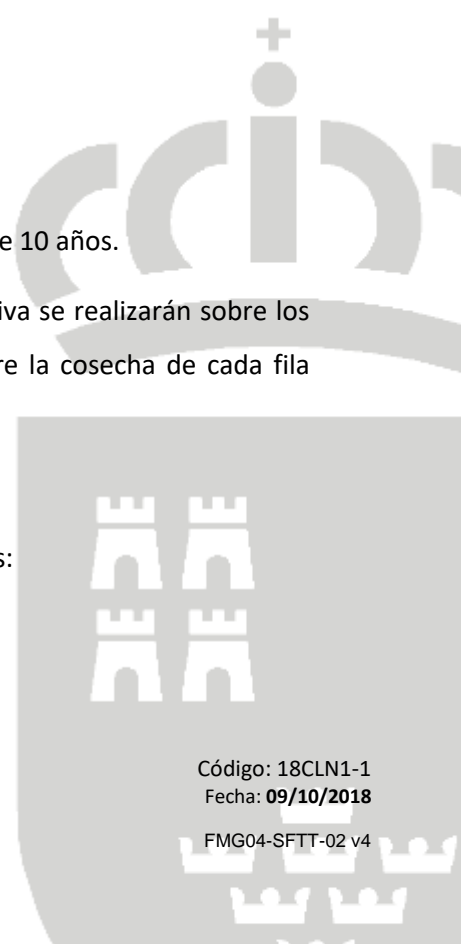 e 10 años.
iva se realizarán sobre los
re la cosecha de cada fila
s:
Código: 18CLN1-1
Fecha: 09/10/2018
FMG04-SFTT-02 v4